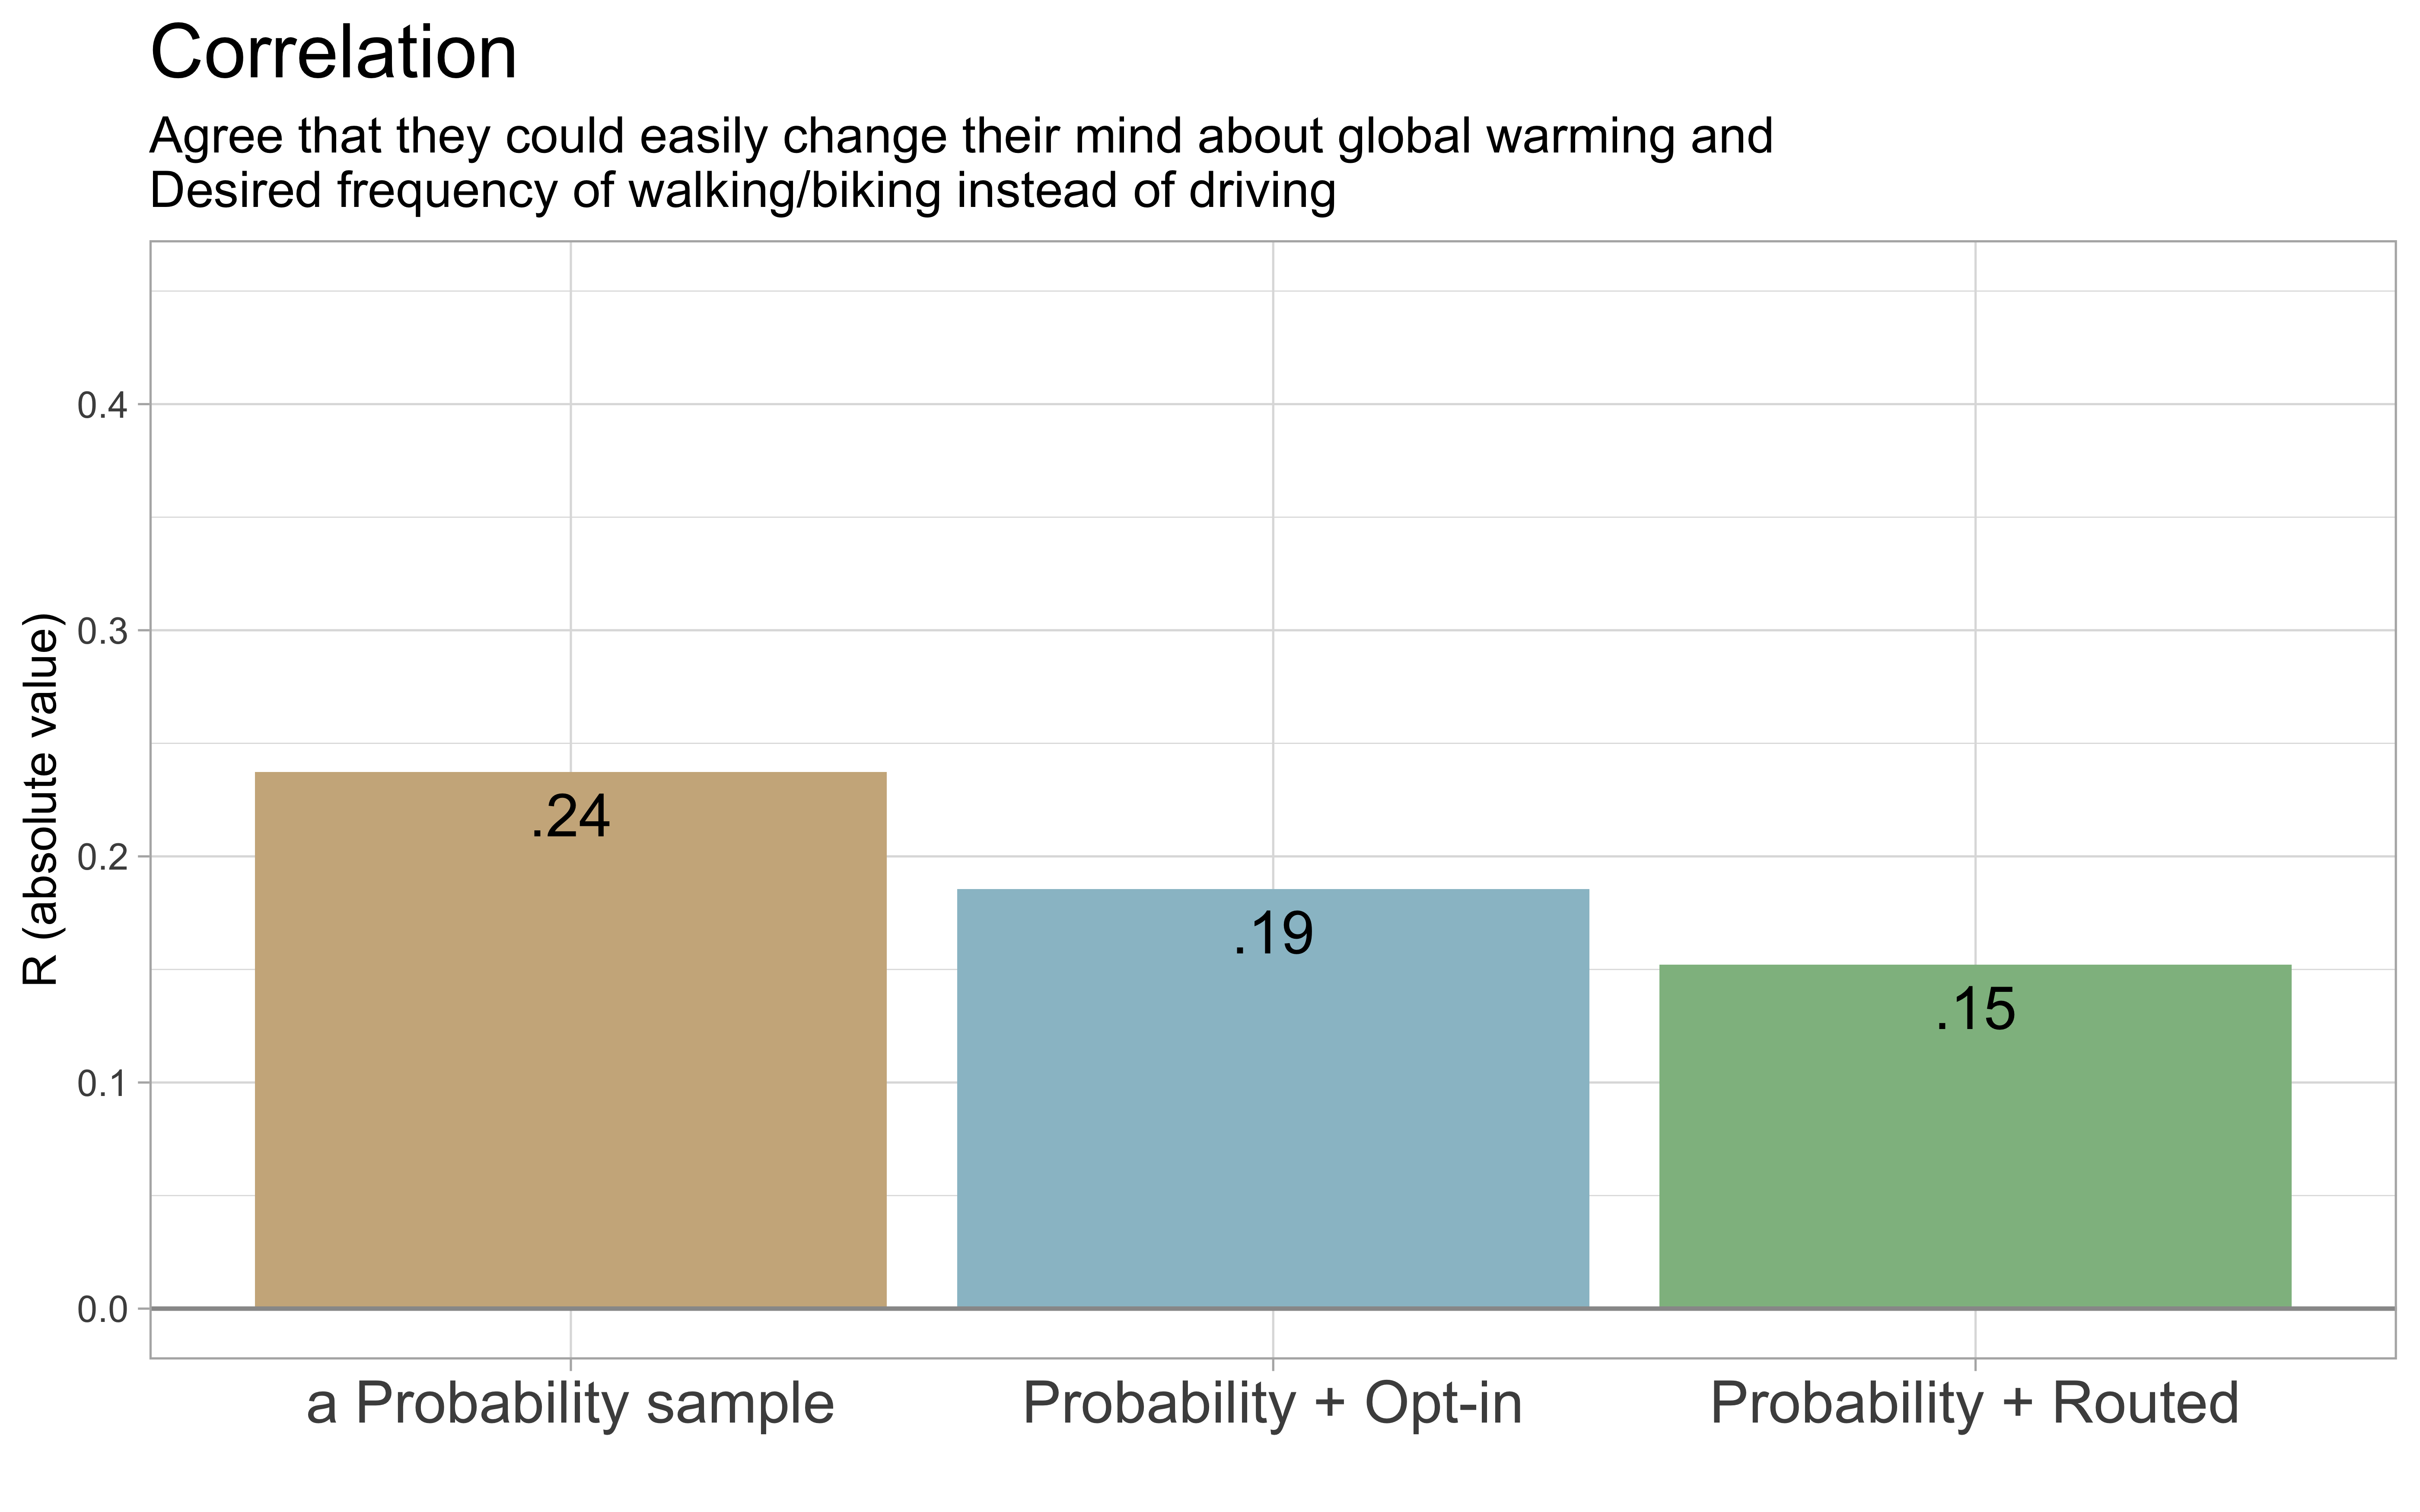 Correlation
Agree that they could easily change their mind about global warming and
Desired frequency of walking/biking instead of driving
R (absolute value)
0.4
0.3
0.2
0.1
0.0
.24
.19
.15
a Probability sample
Probability + Opt-in
Probability + Routed